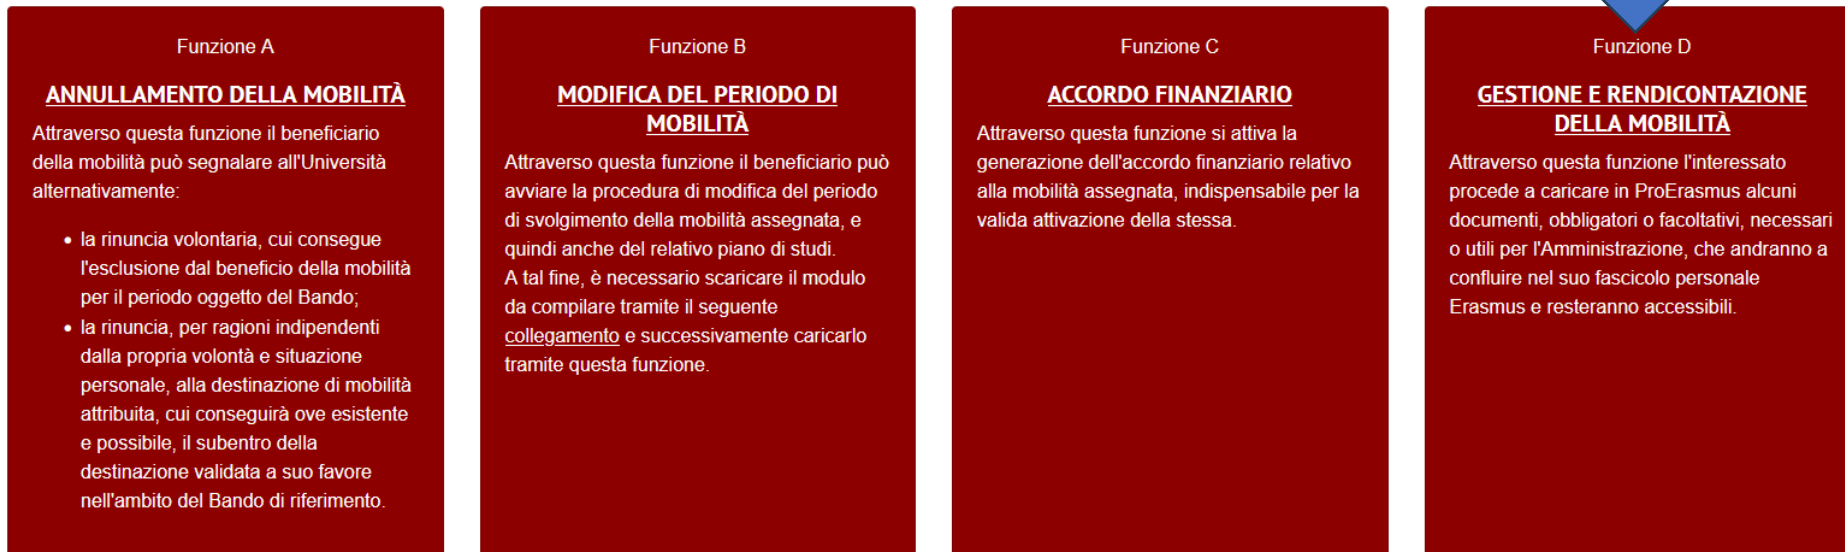 Funzione A
ANNULLAMENTO DELLA MOBILITÀ
Attraverso questa funzione il beneficiario
della mobilità può segnalare all'Università
alternativamente:
• la rinuncia volontaria, cui consegue
l'esclusione dal beneficio della mobilità
per il periodo oggetto del Bando;
• la rinuncia, per ragioni indipendenti
dalla propria volontà e situazione
personale, alla destinazione di mobilità
attribuita, cui conseguirà ove esistente
e possibile, il subentro della
destinazione validata a suo favore
nell'ambito del Bando di riferimento.
Funzione B
MODIFICA DEL PERIODO DI
MOBILITÀ
Attraverso questa funzione il beneficiario può
avviare la procedura di modifica del periodo
di svolgimento della mobilità assegnata, e
quindi anche del relativo piano di studi.
A tal fine, è necessario scaricare il modulo
da compilare tramite il seguente
collegamento e successivamente caricarlo
tramite questa funzione.
Funzione C
ACCORDO FINANZIARIO
Attraverso questa funzione si attiva la
generazione dell'accordo finanziario relativo
alla mobilità assegnata, indispensabile per la
valida attivazione della stessa.
Funzione D
GESTIONE E RENDICONTAZIONE
DELLA MOBILITÀ
Attraverso questa funzione l'interessato
procede a caricare in ProErasmus alcuni
documenti, obbligatori o facoltativi, necessari
o utili per l'Amministrazione, che andranno a
confluire nel suo fascicolo personale
Erasmus e resteranno accessibili.